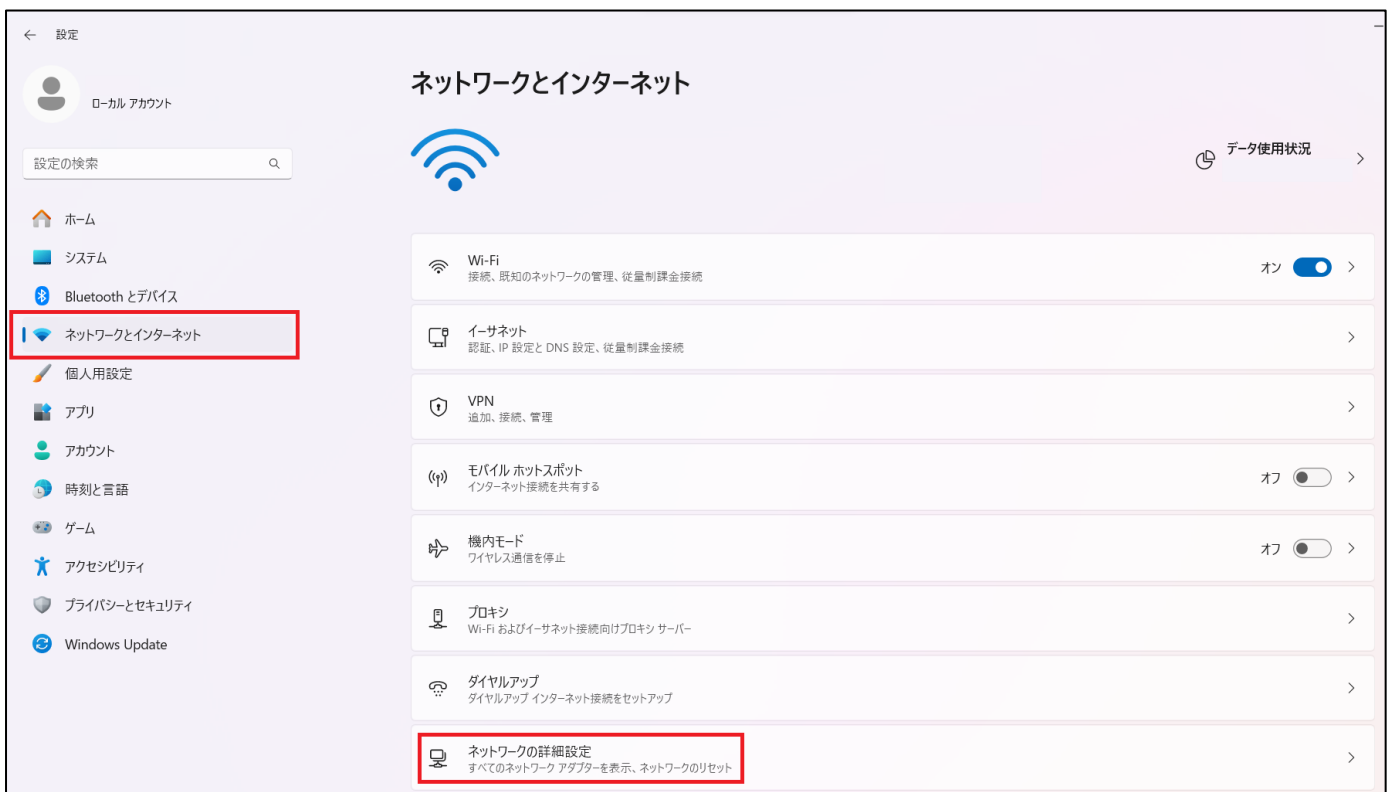 設定
ローカル アカウント
設定の検索
ホーム
システム
Bluetooth とデバイス
ネットワークとインターネット
個人用設定
アプリ
アカウント
時刻と言語
ゲーム
アクセシビリティ
プライバシーとセキュリティ
Windows Update
ネットワークとインターネット
データ使用状況
Wi-Fi
接続、既知のネットワークの管理、従量制課金接続
オン
イーサネット
認証、IP 設定と DNS 設定、従量制課金接続
VPN
追加、接続、管理
モバイル ホットスポット
インターネット接続を共有する
オフ
機内モード
ワイヤレス通信を停止
オフ
プロキシ
Wi-Fi およびイーサネット接続向けプロキシ サーバー
ダイヤルアップ
ダイヤルアップ インターネット接続をセットアップ
ネットワークの詳細設定
すべてのネットワーク アダプターを表示、ネットワークのリセット